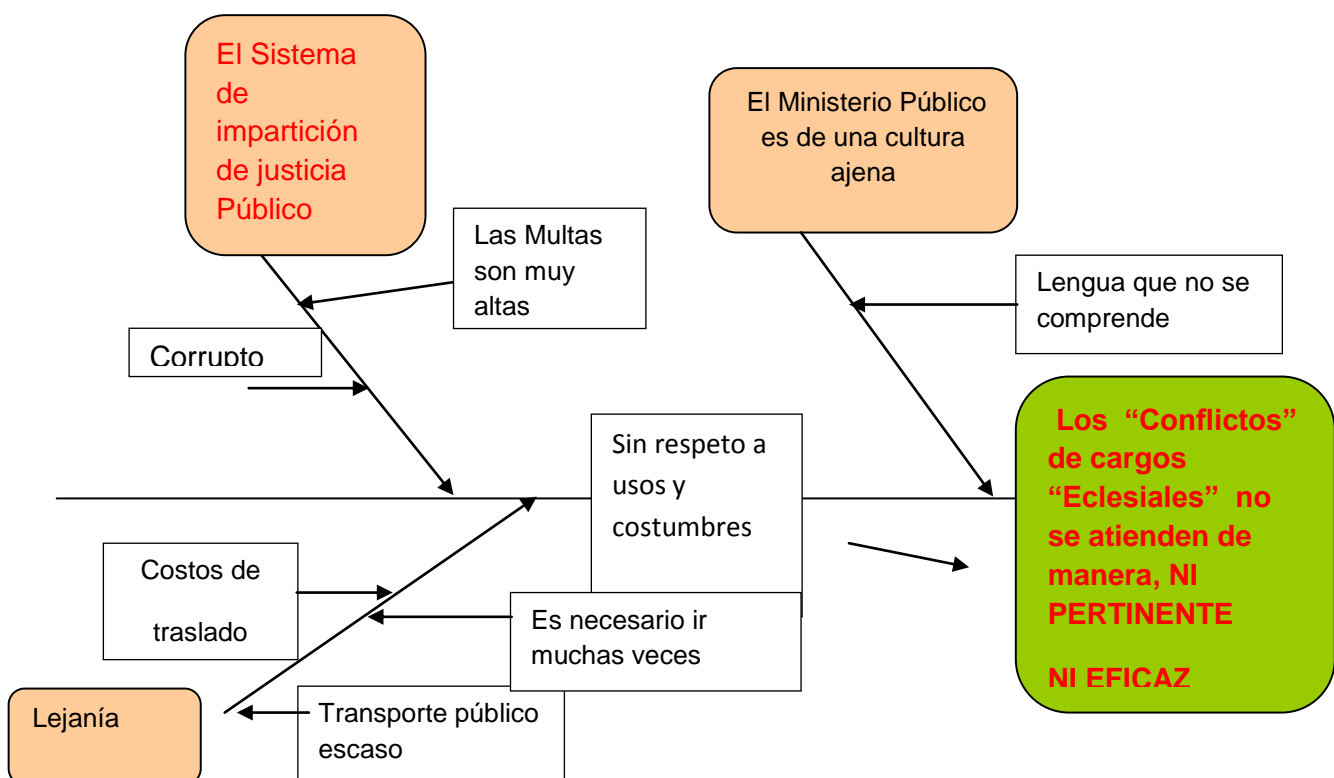 El Sistema
de
impartición
de justicia
Público
El Ministerio Público
es de una cultura
ajena
Las Multas
son muy
altas
Lengua que no se
comprende
Corrupto
Los “Conflictos”
de cargos
“Eclesiales” no
se atienden de
manera, NI
PERTINENTE
NI EFICAZ
Sin respeto a
usos y
costumbres
Costos de
traslado
Es necesario ir
muchas veces
Lejanía
Transporte público
escaso